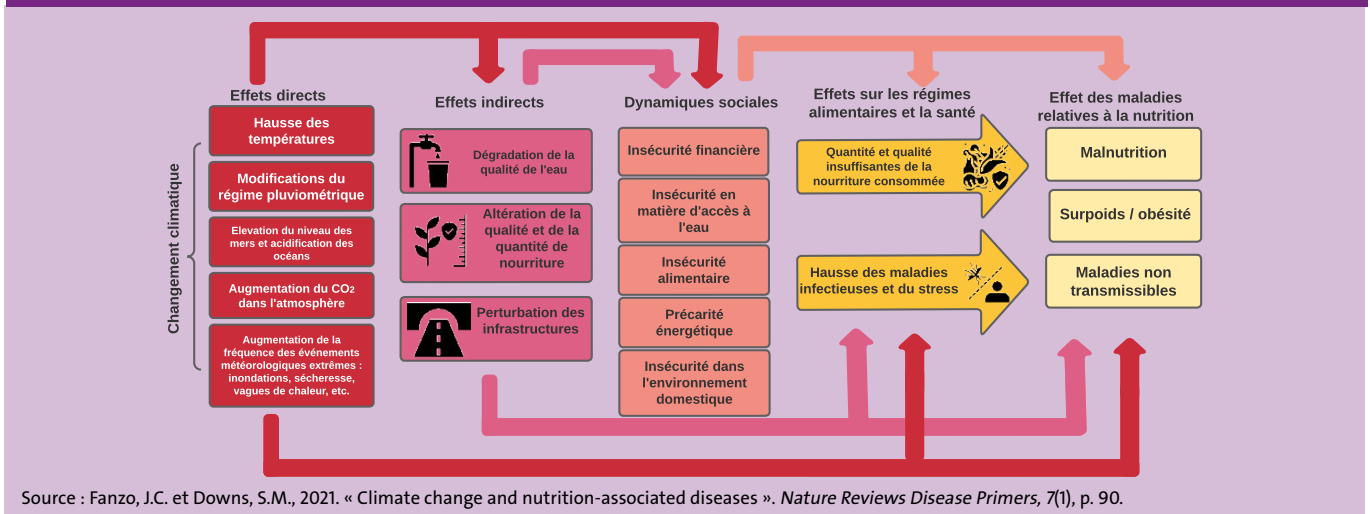 Changement climatique
Effets directs
Hausse des
températures
Modifications du
régime pluviométrique
Elevation du niveau des
mers et acidification des
océans
Augmentation du CO2
dans l'atmosphère
Augmentation de la
fréquence des événements
météorologiques extrêmes :
inondations, sécheresse,
vagues de chaleur, etc.
Effets indirects
Dégradation de la
qualité de l'eau
Altération de la
qualité et de la
quantité de
nourriture
Perturbation des
infrastructures
Dynamiques sociales
Insécurité financière
Insécurité en
matière d'accès à
l'eau
Insécurité
alimentaire
Précarité
énergétique
Insécurité dans
l'environnement
domestique
Effets sur les régimes
alimentaires et la santé
Quantité et qualité
insuffisantes de la
nourriture consommée
Hausse des maladies
infectieuses et du stress
Effet des maladies
relatives à la nutrition
Malnutrition
Surpoids / obésité
Maladies non
transmissibles
Source : Fanzo, J.C. et Downs, S.M., 2021. « Climate change and nutrition-associated diseases ». Nature Reviews Disease Primers, 7(1), p. 90.